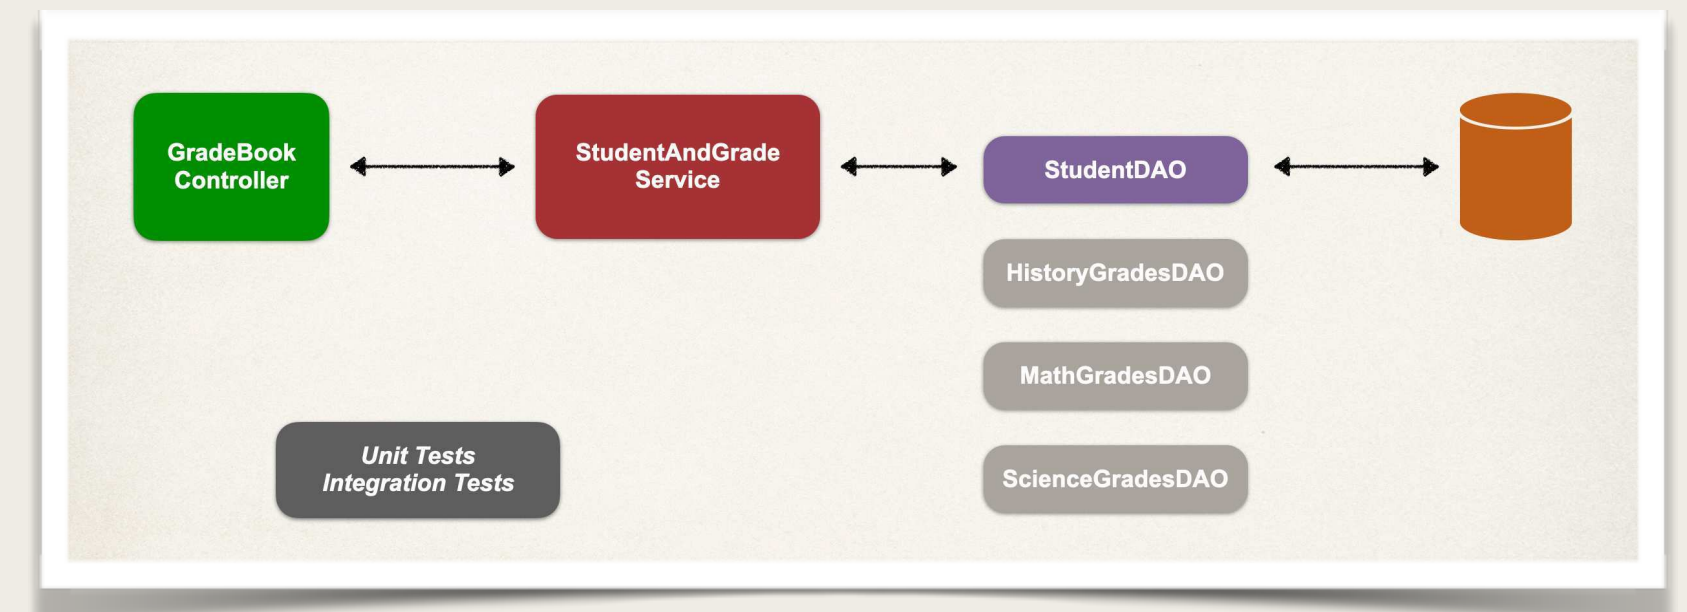 GradeBook
Controller
StudentAndGrade
Service
StudentDAO
HistoryGradesDAO
MathGradesDAO
ScienceGradesDAO
Unit Tests
Integration Tests